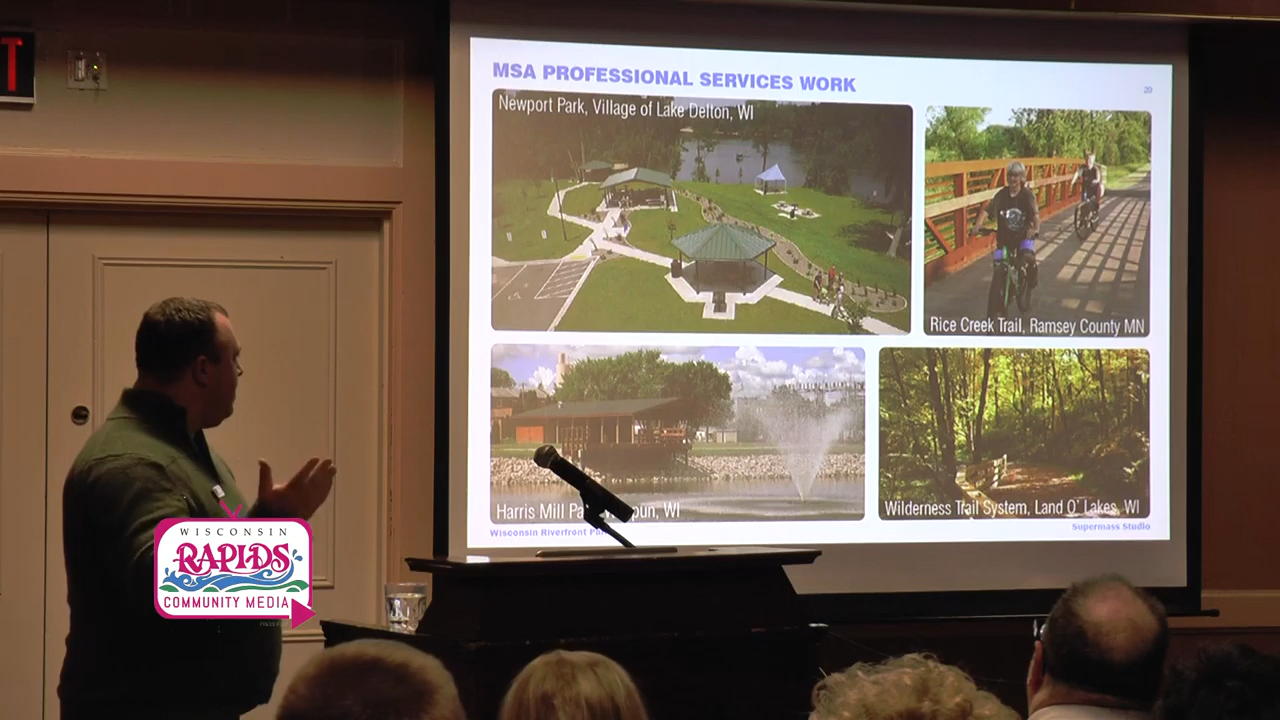 T
MSA PROFESSIONAL SERVICES WORK
20
Newport Park, Village of Lake Delton, WI
Rice Creek Trail, Ramsey County MN
Harris Mill Pa pun, WI
Wilderness Trail System, Land O' Lakes, WI
Wisconsin Riverfront
Supermass Studio
WISCONSIN
RAPIDS
COMMUNITY MEDIA